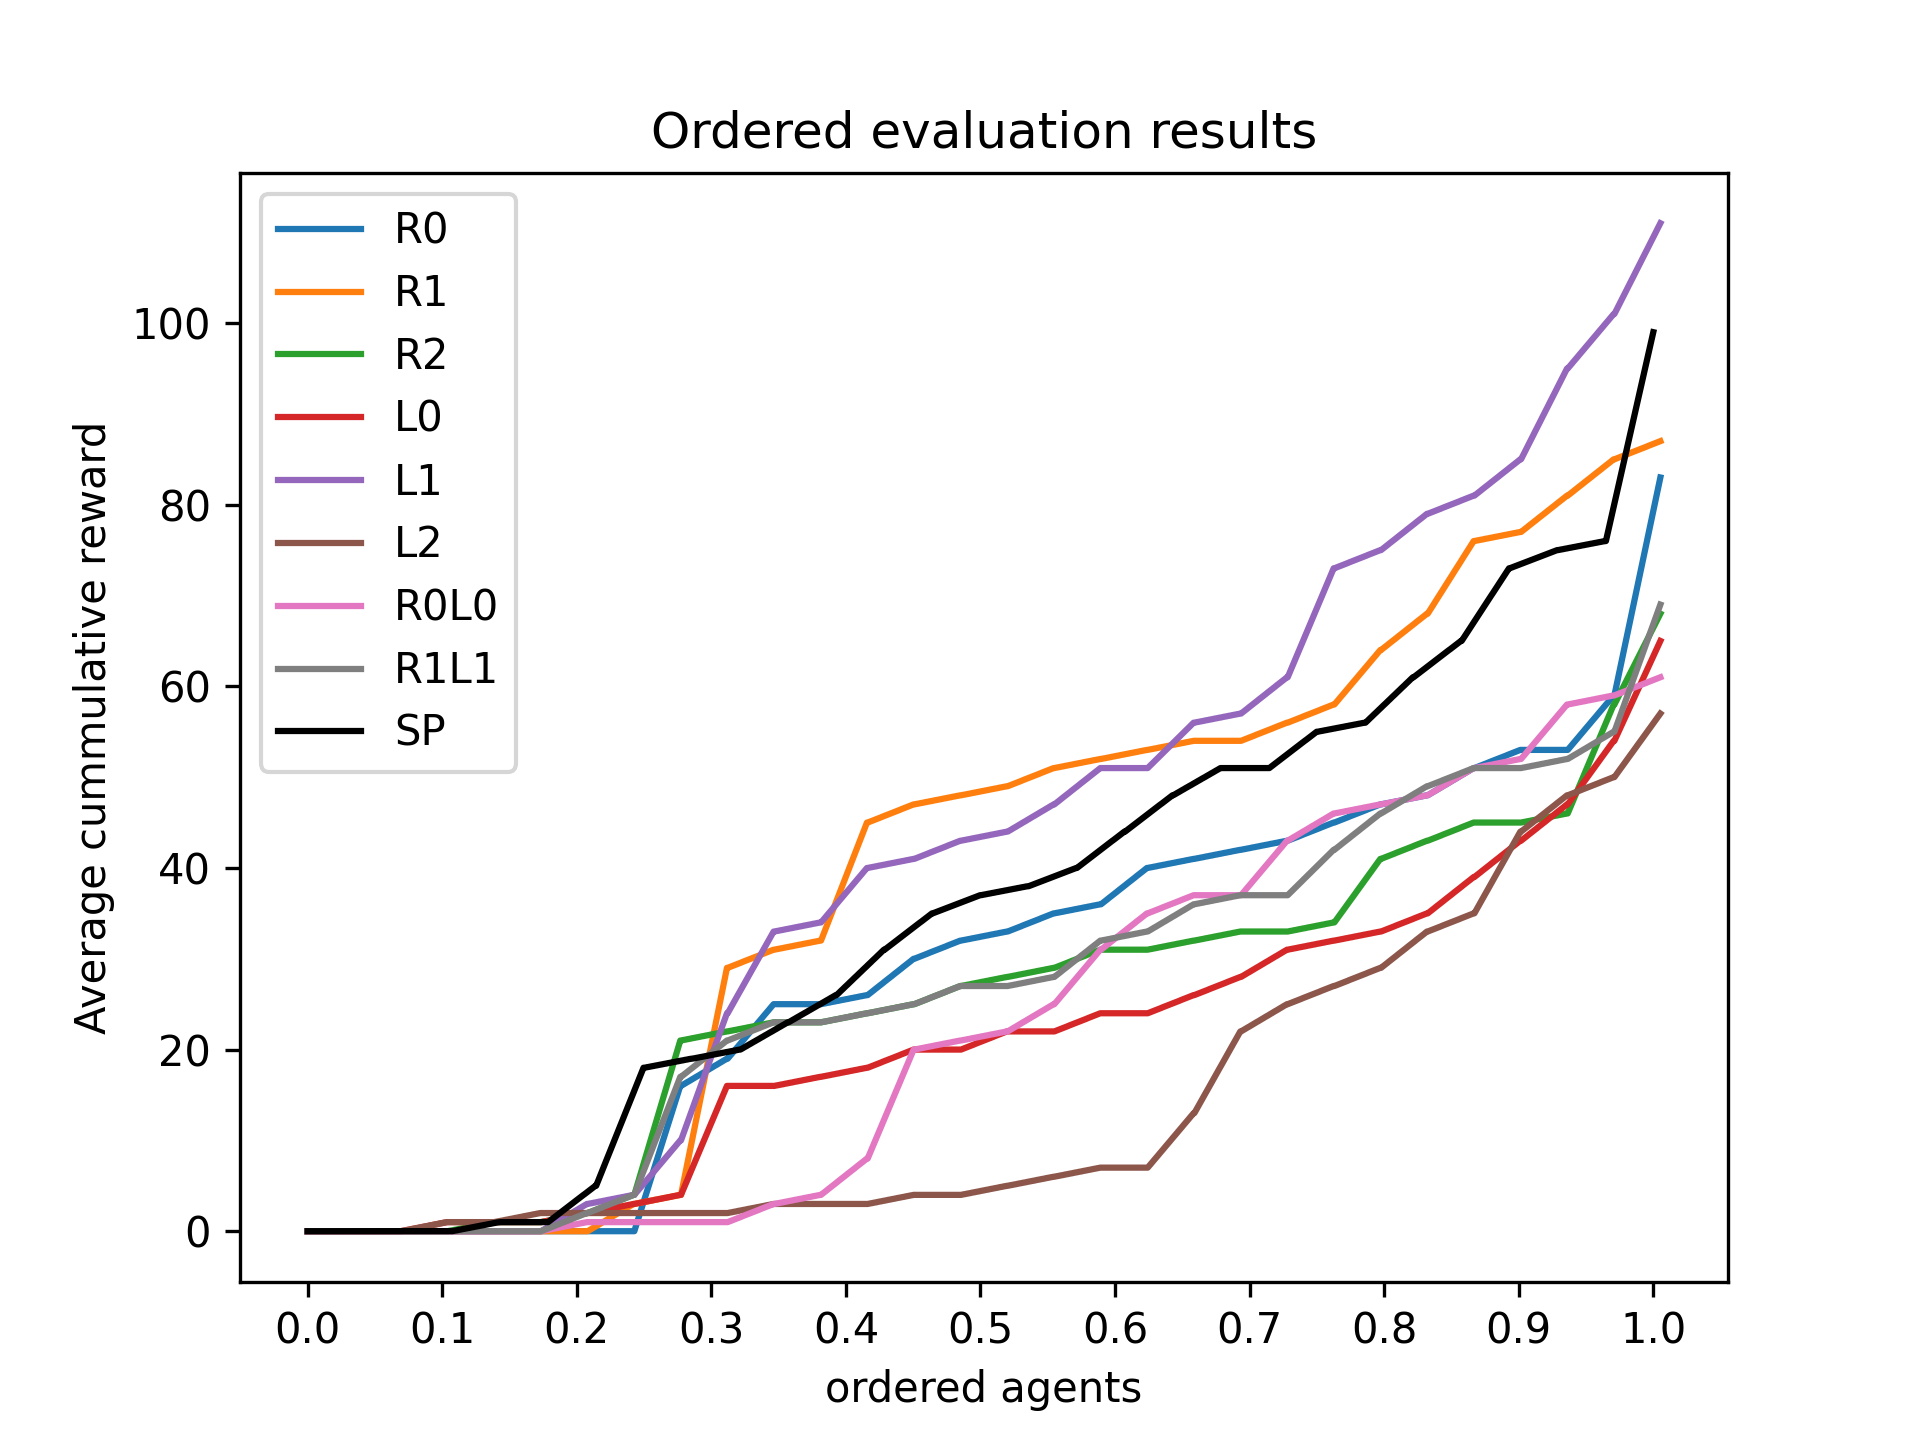 Ordered evaluation results
R0
R1
R2
L0
L1
L2
R0L0
R1L1
SP
Average cummulative reward
100
80
60
40
20
0
0.0 0.1 0.2 0.3 0.4 0.5 0.6 0.7 0.8 0.9 1.0
ordered agents